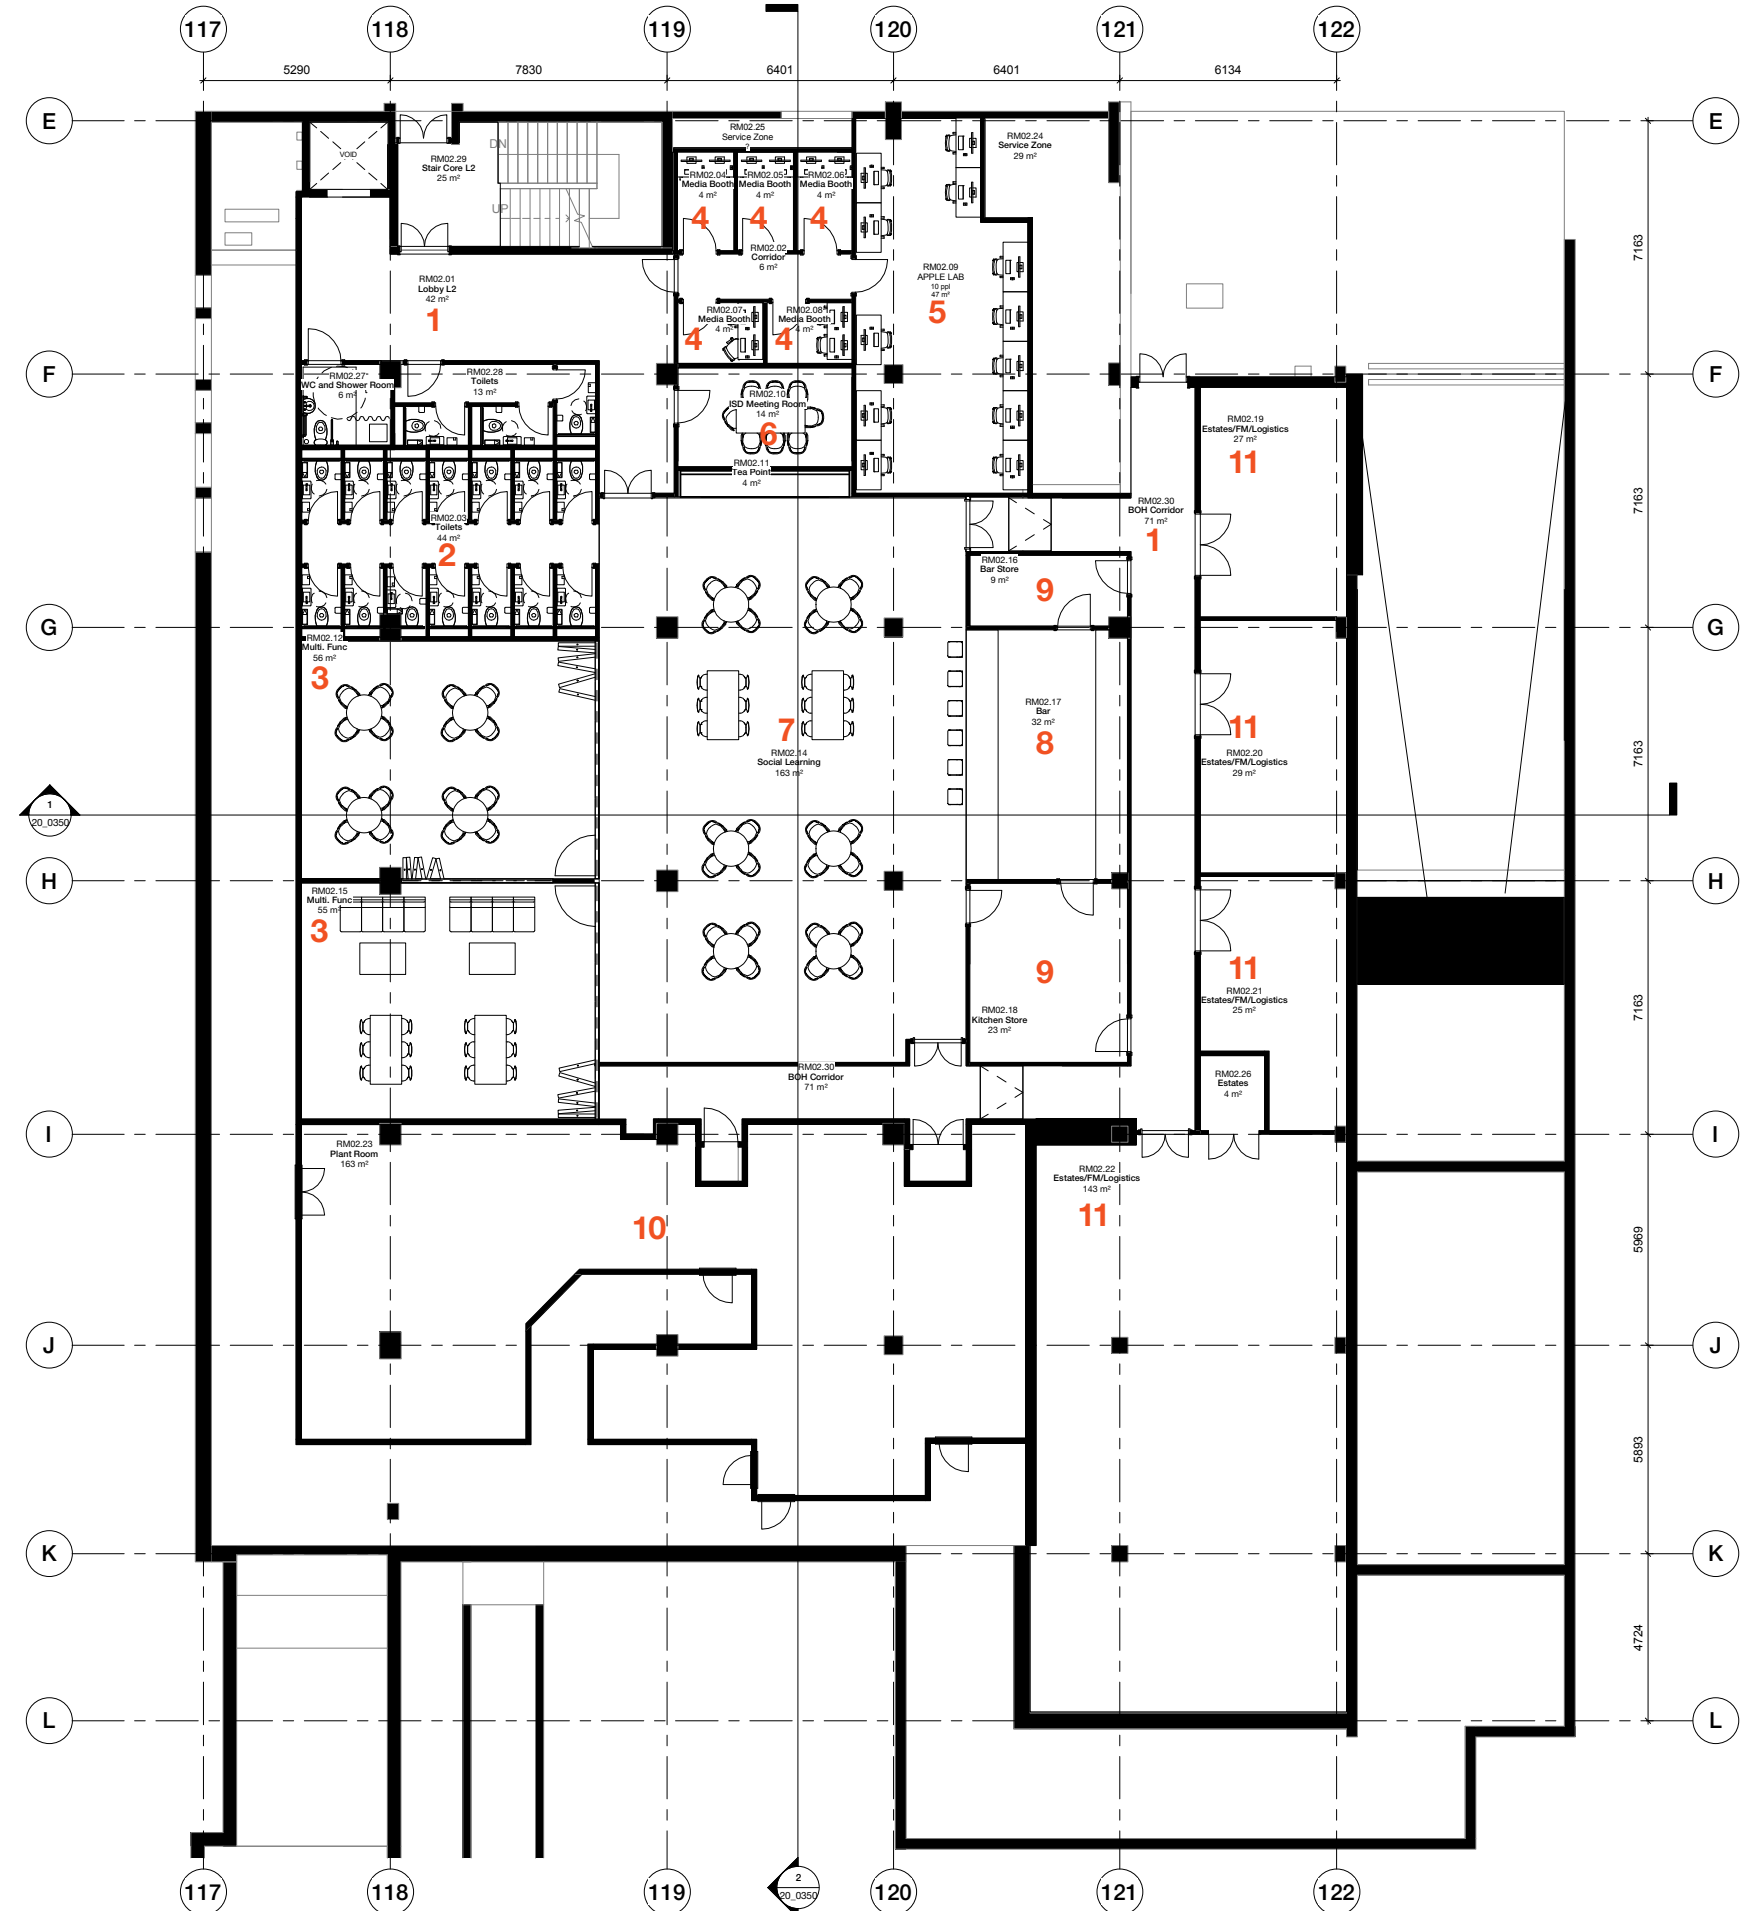 117 118 119 120 121 122
5290 7830 6401 6401 6134
E E
VOID
RM02.29
Stair Core L2
25 m²
DN
UP
RM02.25
Service Zone
RM02.24
Service Zone
29 m²
RM02.04
Media Booth
4 m²
4
RM02.05
Media Booth
4 m²
4
RM02.06
Media Booth
4 m²
4
RM02.02
Corridor
6 m²
RM02.09
APPLE LAB
10 ppl
47 m²
5
7163
RM02.01
Lobby L2
42 m²
1
RM02.07
Media Booth
4 m²
4
RM02.08
Media Booth
4 m²
4
F F
RM02.27
WC and Shower Room
6 m²
RM02.28
Toilets
13 m²
RM02.10
ISD Meeting Room
14 m²
6
RM02.11
Tea Point
4 m²
RM02.19
Estates/FM/Logistics
27 m²
11
7163
RM02.03
Toilets
44 m²
2
RM02.30
BOH Corridor
71 m²
1
RM02.16
Bar Store
9 m²
9
G G
RM02.12
Multi. Func
56 m²
3
7
RM02.14
Social Learning
163 m²
RM02.17
Bar
32 m²
8
11
RM02.20
Estates/FM/Logistics
29 m²
7163
1
20_0350
H H
RM02.15
Multi. Func
55 m²
3
9
RM02.18
Kitchen Store
23 m²
11
RM02.21
Estates/FM/Logistics
25 m²
7163
RM02.30
BOH Corridor
71 m²
RM02.26
Estates
4 m²
I I
RM02.23
Plant Room
163 m²
10
RM02.22
Estates/FM/Logistics
143 m²
11
5969
J J
5893
K K
4724
L L
2
20_0350
117 118 119 120 121 122